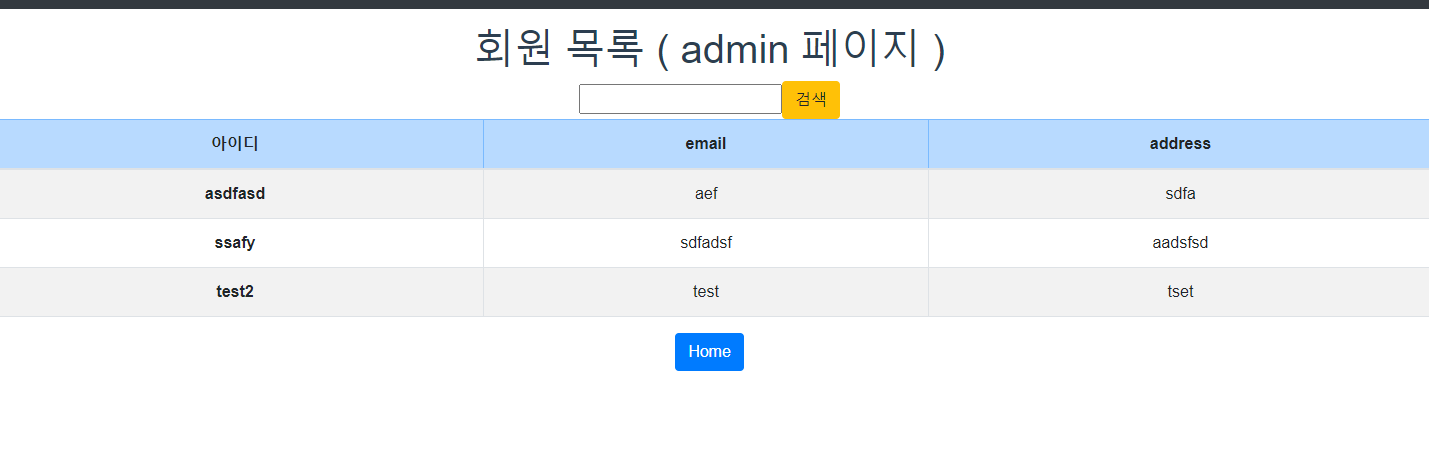 회원 목록 ( admin 페이지 )
검색
아이디 email address
asdfasd aef sdfa
ssafy sdfadsf aadsfsd
test2 test tset
Home